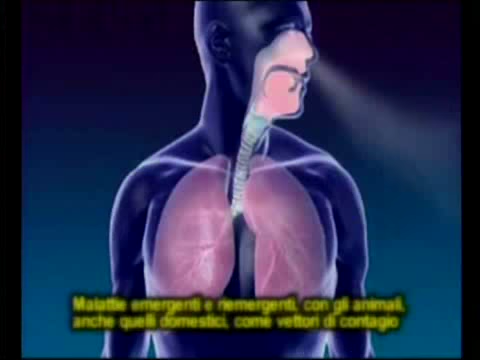 Malattie emergenti e riemergenti, con gli animali,
anche quelli domestici, come vettori di contagio